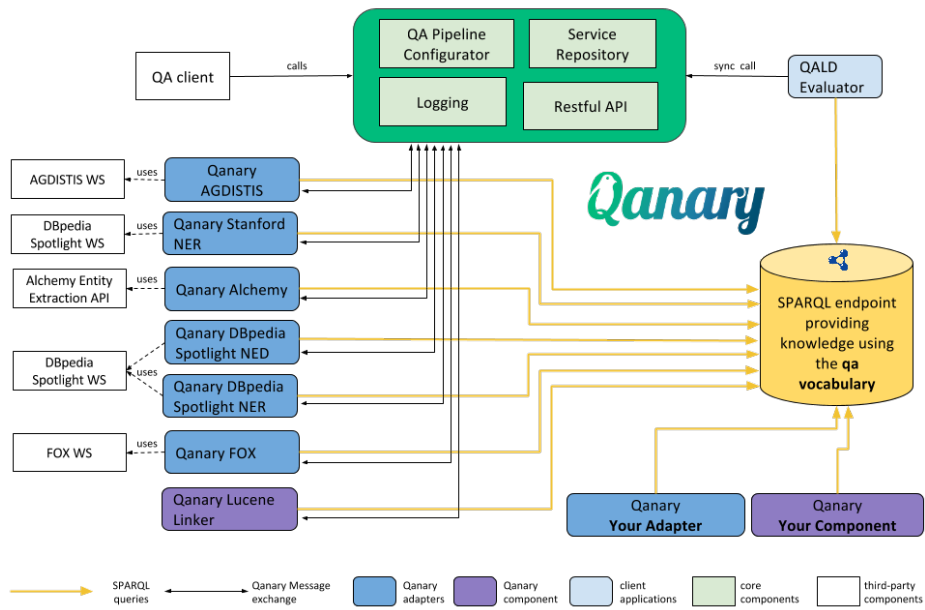 QA Pipeline
Configurator
Service
Repository
Logging
Restful API
QA client
calls
sync call
QALD
Evaluator
AGDISTIS WS
uses
Qanary
AGDISTIS
Qanary
DBpedia
Spotlight WS
uses
Qanary Stanford
NER
Alchemy Entity
Extraction API
uses
Qanary Alchemy
SPARQL endpoint
providing
knowledge using
the qa
vocabulary
DBpedia
Spotlight WS
uses
Qanary DBpedia
Spotlight NED
Qanary DBpedia
Spotlight NER
FOX WS
uses
Qanary FOX
Qanary Lucene
Linker
Qanary
Your Adapter
Qanary
Your Component
SPARQL
queries
Qanary Message
exchange
Qanary
adapters
Qanary
component
client
applications
core
components
third-party
components